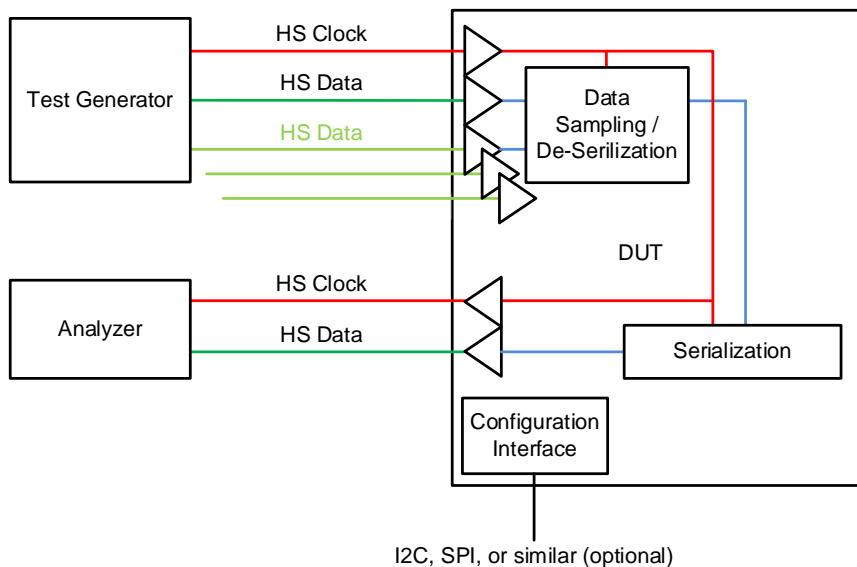 HS Clock
Test Generator
HS Data
HS Data
Data
Sampling /
De-Serilization
DUT
HS Clock
Analyzer
HS Data
Serialization
Configuration
Interface
I2C, SPI, or similar (optional)